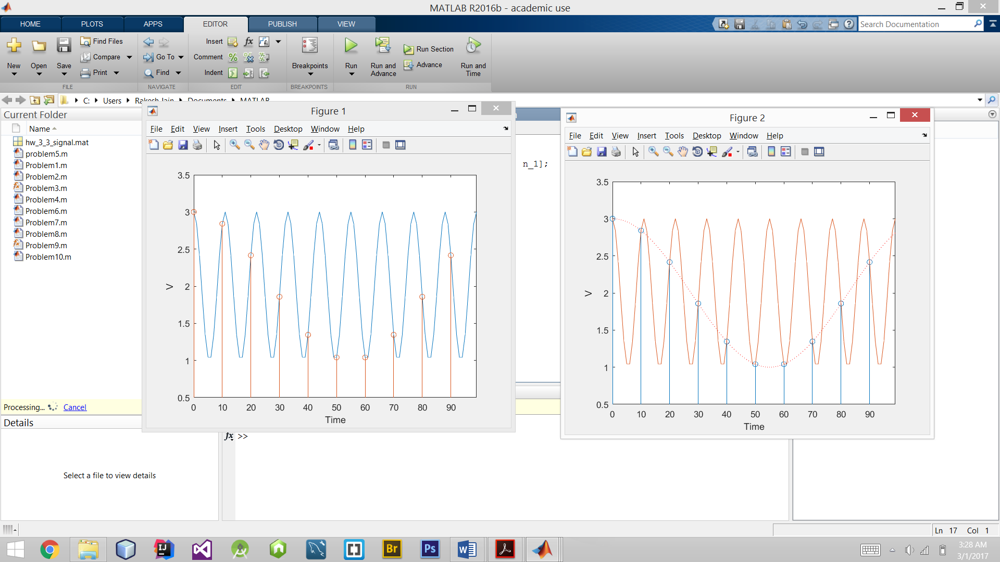 MATLAB R2016b - academic use
HOME PLOTS APPS EDITOR PUBLISH VIEW
Search Documentation
New Open Save Find Files Compare Print
FILE
Go To Find
NAVIGATE
Insert fx fi
Comment % % %
Indent
EDIT
Breakpoints
BREAKPOINTS
Run
Run and Advance
Run Section
Advance
Run and Time
RUN
C: Users Rakesh Jain Documents MATLAB
Current Folder
Name
hw_3_3_signal.mat
problem5.m
Problem1.m
Problem2.m
Problem3.m
Problem4.m
Problem6.m
Problem7.m
Problem8.m
Problem9.m
Problem10.m
Processing... Cancel
Details
Select a file to view details
Figure 1
File Edit View Insert Tools Desktop Window Help
3.5
3
2.5
2
1.5
1
0.5
V
0 10 20 30 40 50 60 70 80 90
Time
n_1];
fx >>
Figure 2
File Edit View Insert Tools Desktop Window Help
3.5
3
2.5
2
1.5
1
0.5
V
0 10 20 30 40 50 60 70 80 90
Time
Ln 17 Col 1
IJ
Br
Ps
3:28 AM
3/1/2017